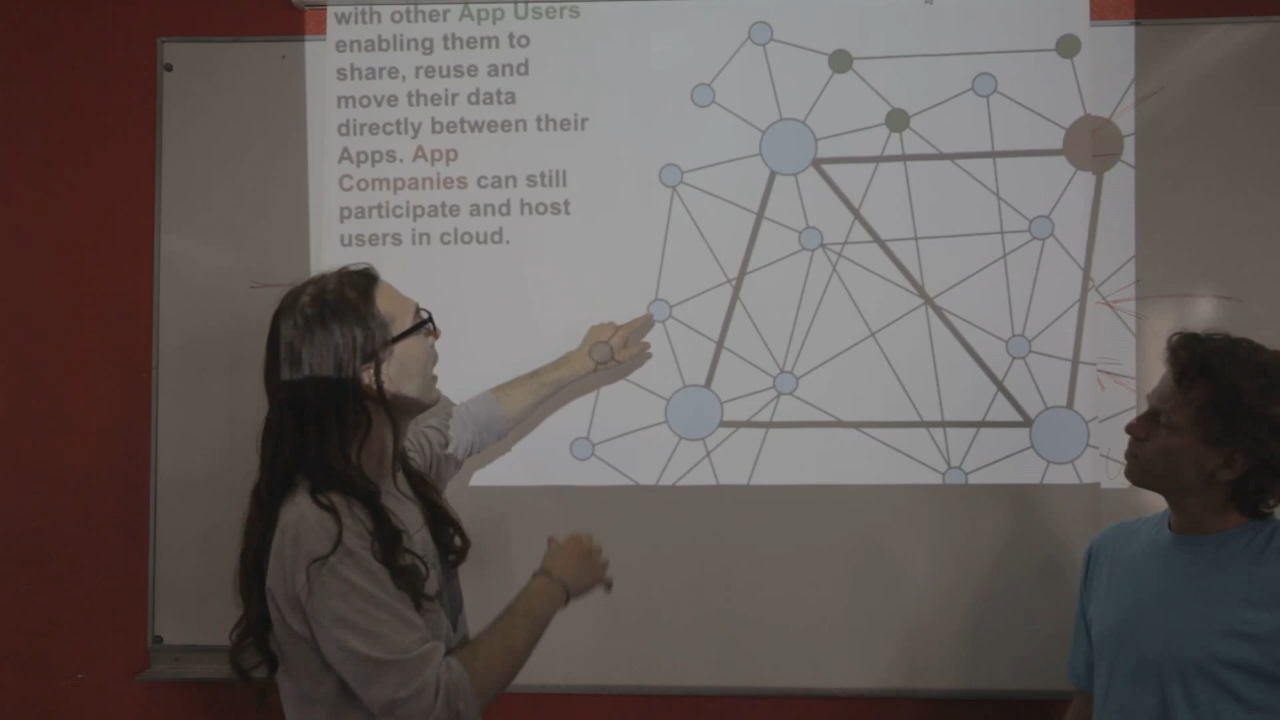 with other App Users
enabling them to
share, reuse and
move their data
directly between their
Apps. App
Companies can still
participate and host
users in cloud.